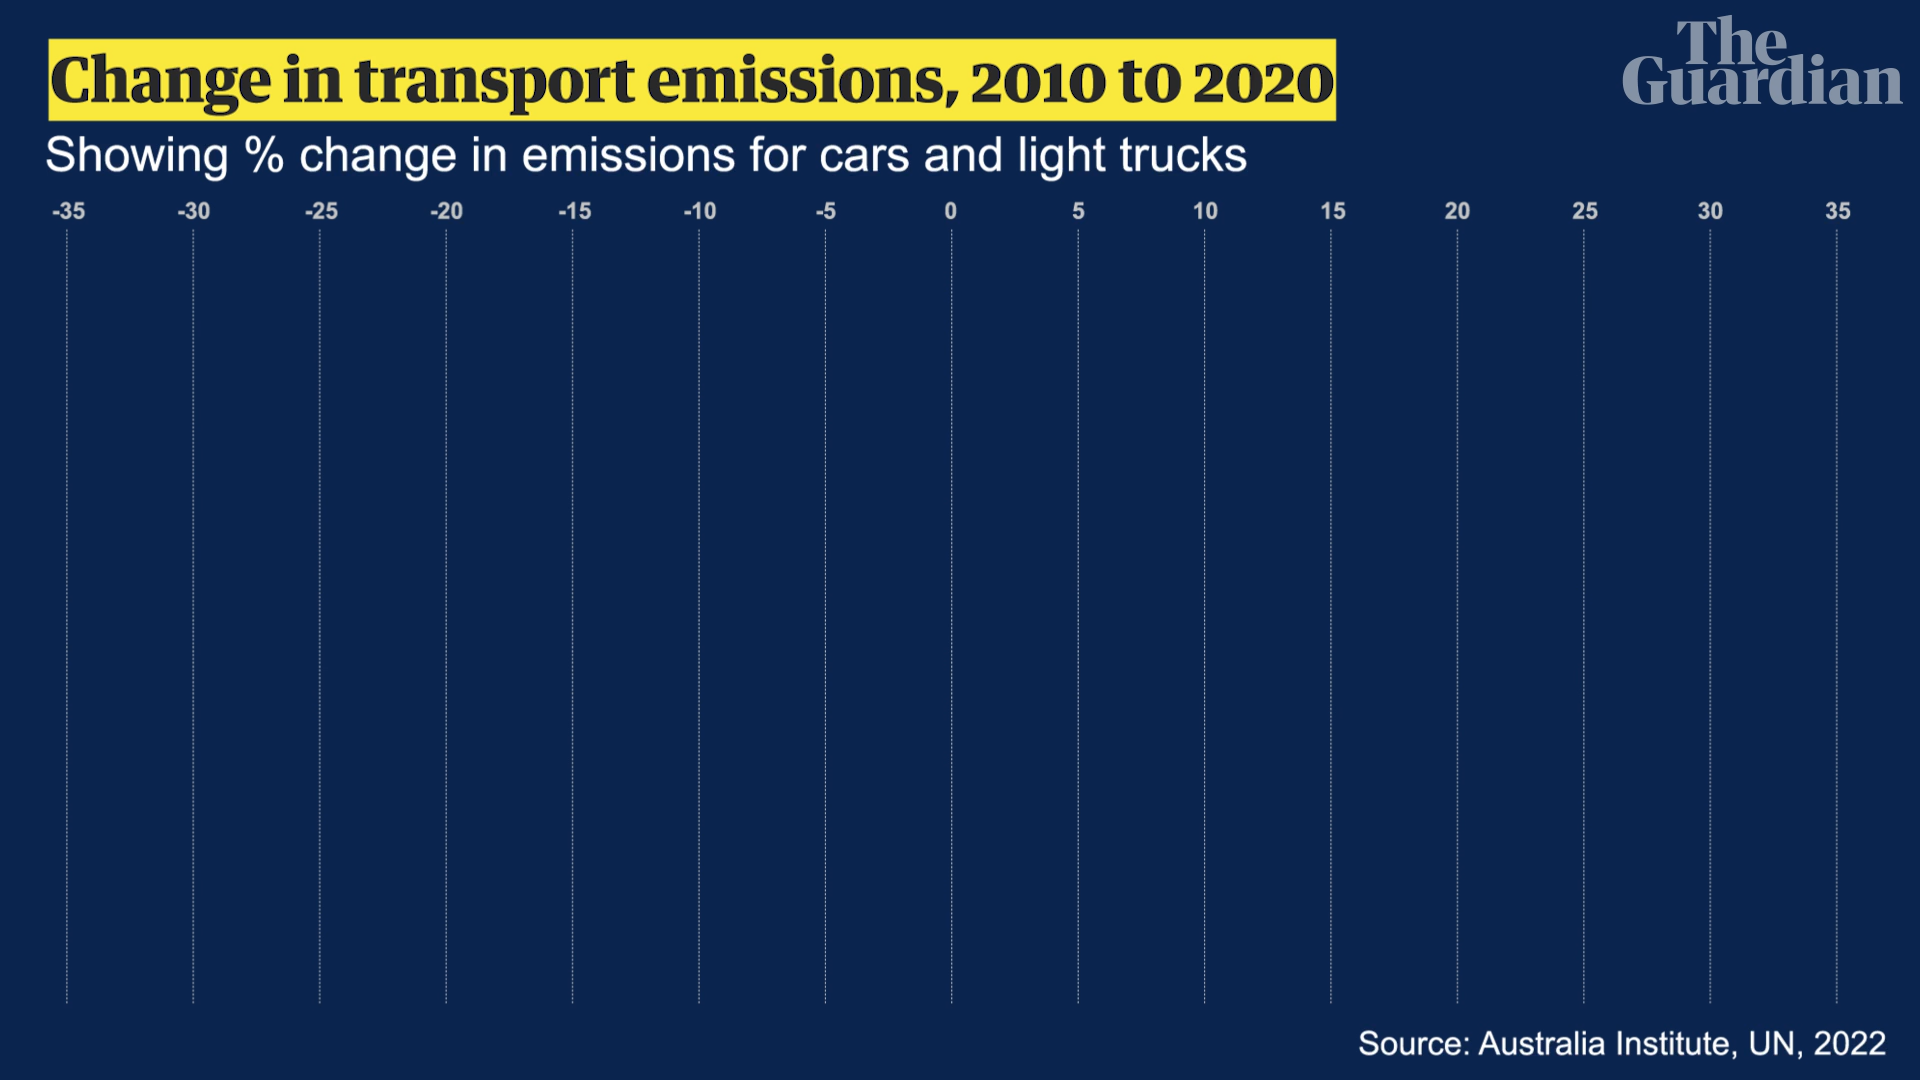 The
Guardian
Change in transport emissions, 2010 to 2020
Showing % change in emissions for cars and light trucks
-35 -30 -25 -20 -15 -10 -5 0 5 10 15 20 25 30 35
Source: Australia Institute, UN, 2022